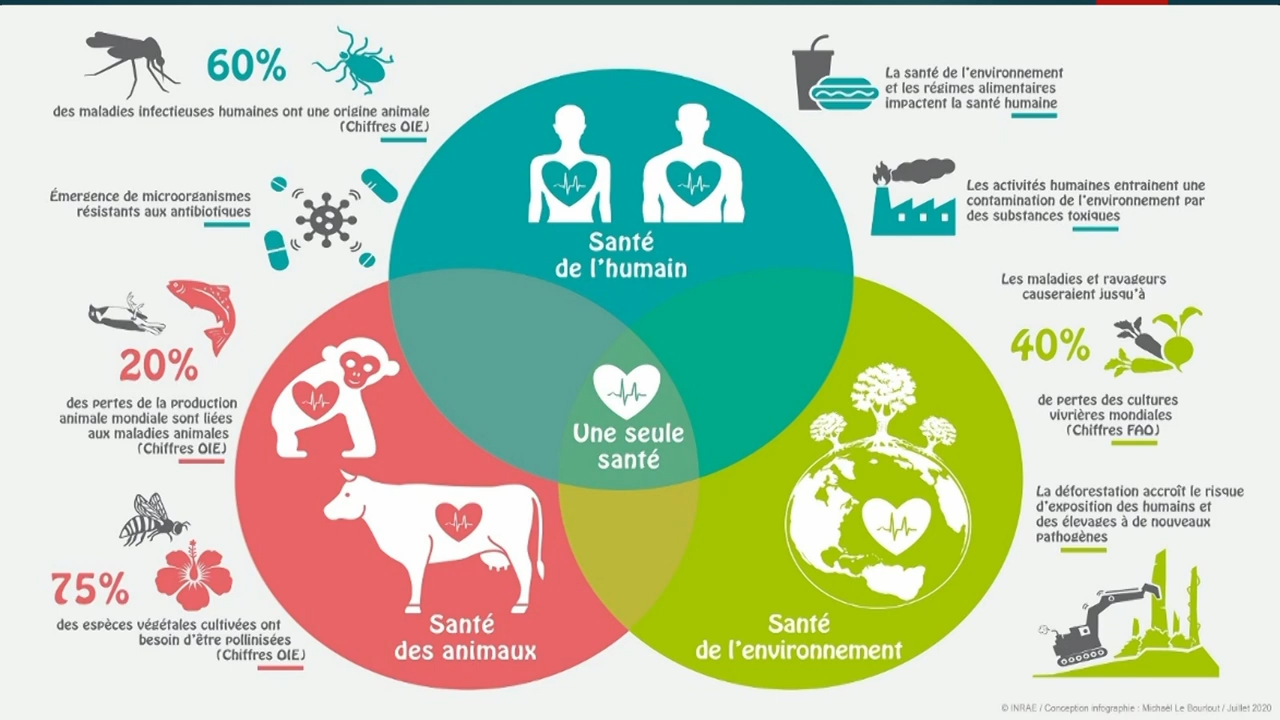 60%
des maladies infectieuses humaines ont une origine animale
(Chiffres OIE)
Émergence de microorganismes
résistants aux antibiotiques
20%
des pertes de la production
animale mondiale sont liées
aux maladies animales
(Chiffres OIE)
75%
des espèces végétales cultivées ont
besoin d'être pollinisées
(Chiffres OIE)
Santé
de l'humain
Une seule
santé
Santé
des animaux
Santé
de l'environnement
La santé de l'environnement
et les régimes alimentaires
impactent la santé humaine
Les activités humaines entrainent une
contamination de l'environnement par
des substances toxiques
Les maladies et ravageurs
causeraient jusqu'à
40%
de pertes des cultures
vivrières mondiales
(Chiffres FAO)
La déforestation accroît le risque
d'exposition des humains et
des élevages à de nouveaux
pathogènes
© INRAE / Conception infographie : Michaël Le Bourlout / Juillet 2020